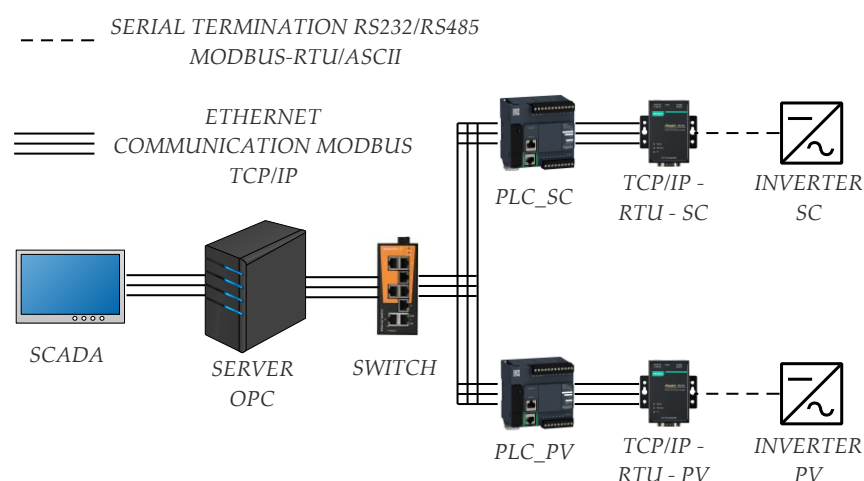 SERIAL TERMINATION RS232/RS485
MODBUS-RTU/ASCII
ETHERNET
COMMUNICATION MODBUS
TCP/IP
PLC_SC
TCP/IP -
RTU - SC
INVERTER
SC
SCADA
SERVER
OPC
SWITCH
PLC_PV
TCP/IP -
RTU - PV
INVERTER
PV